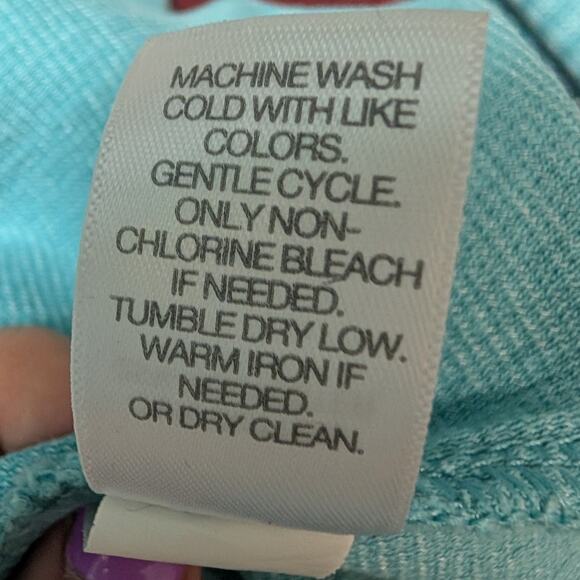 MACHINE WASH
COLD WITH LIKE
COLORS.
GENTLE CYCLE.
ONLY NON-
CHLORINE BLEACH
IF NEEDED.
TUMBLE DRY LOW.
WARM IRON IF
NEEDED.
OR DRY CLEAN.